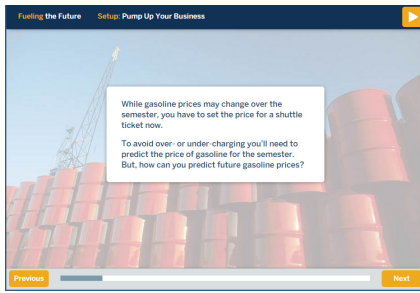 Fueling the Future Setup: Pump Up Your Business
While gasoline prices may change over the
semester, you have to set the price for a shuttle
ticket now.
To avoid over- or under-charging you'll need to
predict the price of gasoline for the semester.
But, how can you predict future gasoline prices?
Previous Next